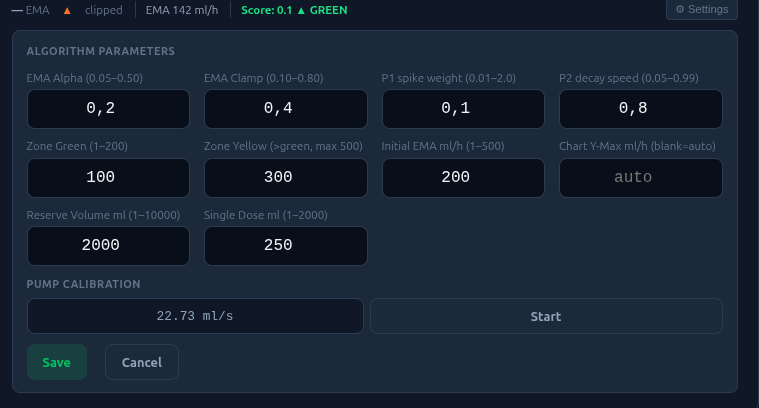 — EMA ▲ clipped EMA 142 ml/h Score: 0.1 ▲ GREEN ⚙ Settings
ALGORITHM PARAMETERS
EMA Alpha (0.05–0.50) EMA Clamp (0.10–0.80) P1 spike weight (0.01–2.0) P2 decay speed (0.05–0.99)
0,2 0,4 0,1 0,8
Zone Green (1–200) Zone Yellow (>green, max 500) Initial EMA ml/h (1–500) Chart Y-Max ml/h (blank=auto)
100 300 200 auto
Reserve Volume ml (1–10000) Single Dose ml (1–2000)
2000 250
PUMP CALIBRATION
22.73 ml/s Start
Save Cancel